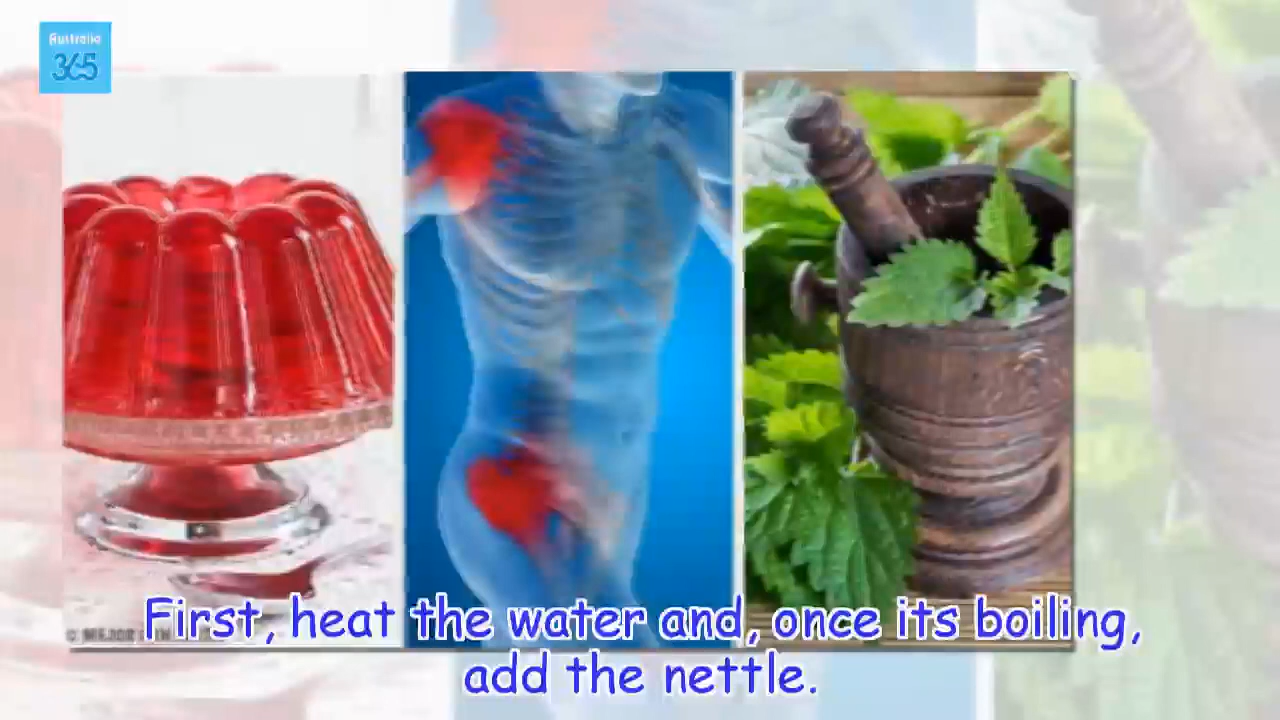 Australia
365
First, heat the water and, once its boiling,
add the nettle.